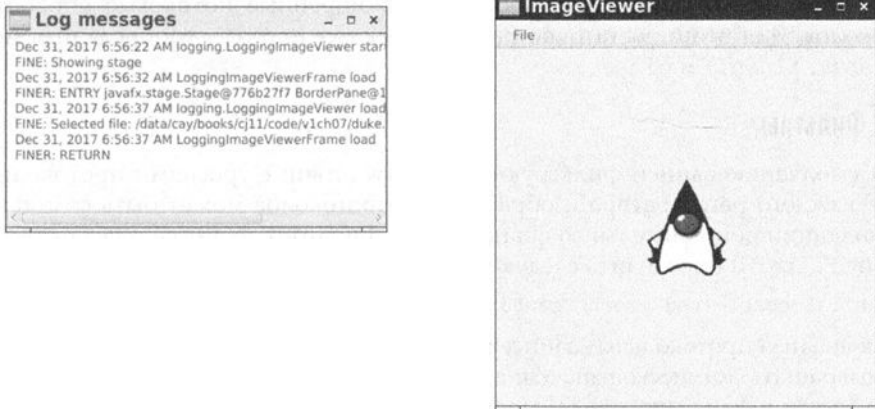 Log messages
Dec 31, 2017 6:56:22 AM logging.LoggingImageViewer star
FINE: Showing stage
Dec 31, 2017 6:56:32 AM LoggingImageViewerFrame load
FINER: ENTRY javafx.stage.Stage@776b27f7 BorderPane@1
Dec 31, 2017 6:56:37 AM logging.LoggingImageViewer load
FINE: Selected file: /data/cay/books/cj11/code/v1ch07/duke.
Dec 31, 2017 6:56:37 AM LoggingImageViewerFrame load
FINER: RETURN
ImageViewer
File